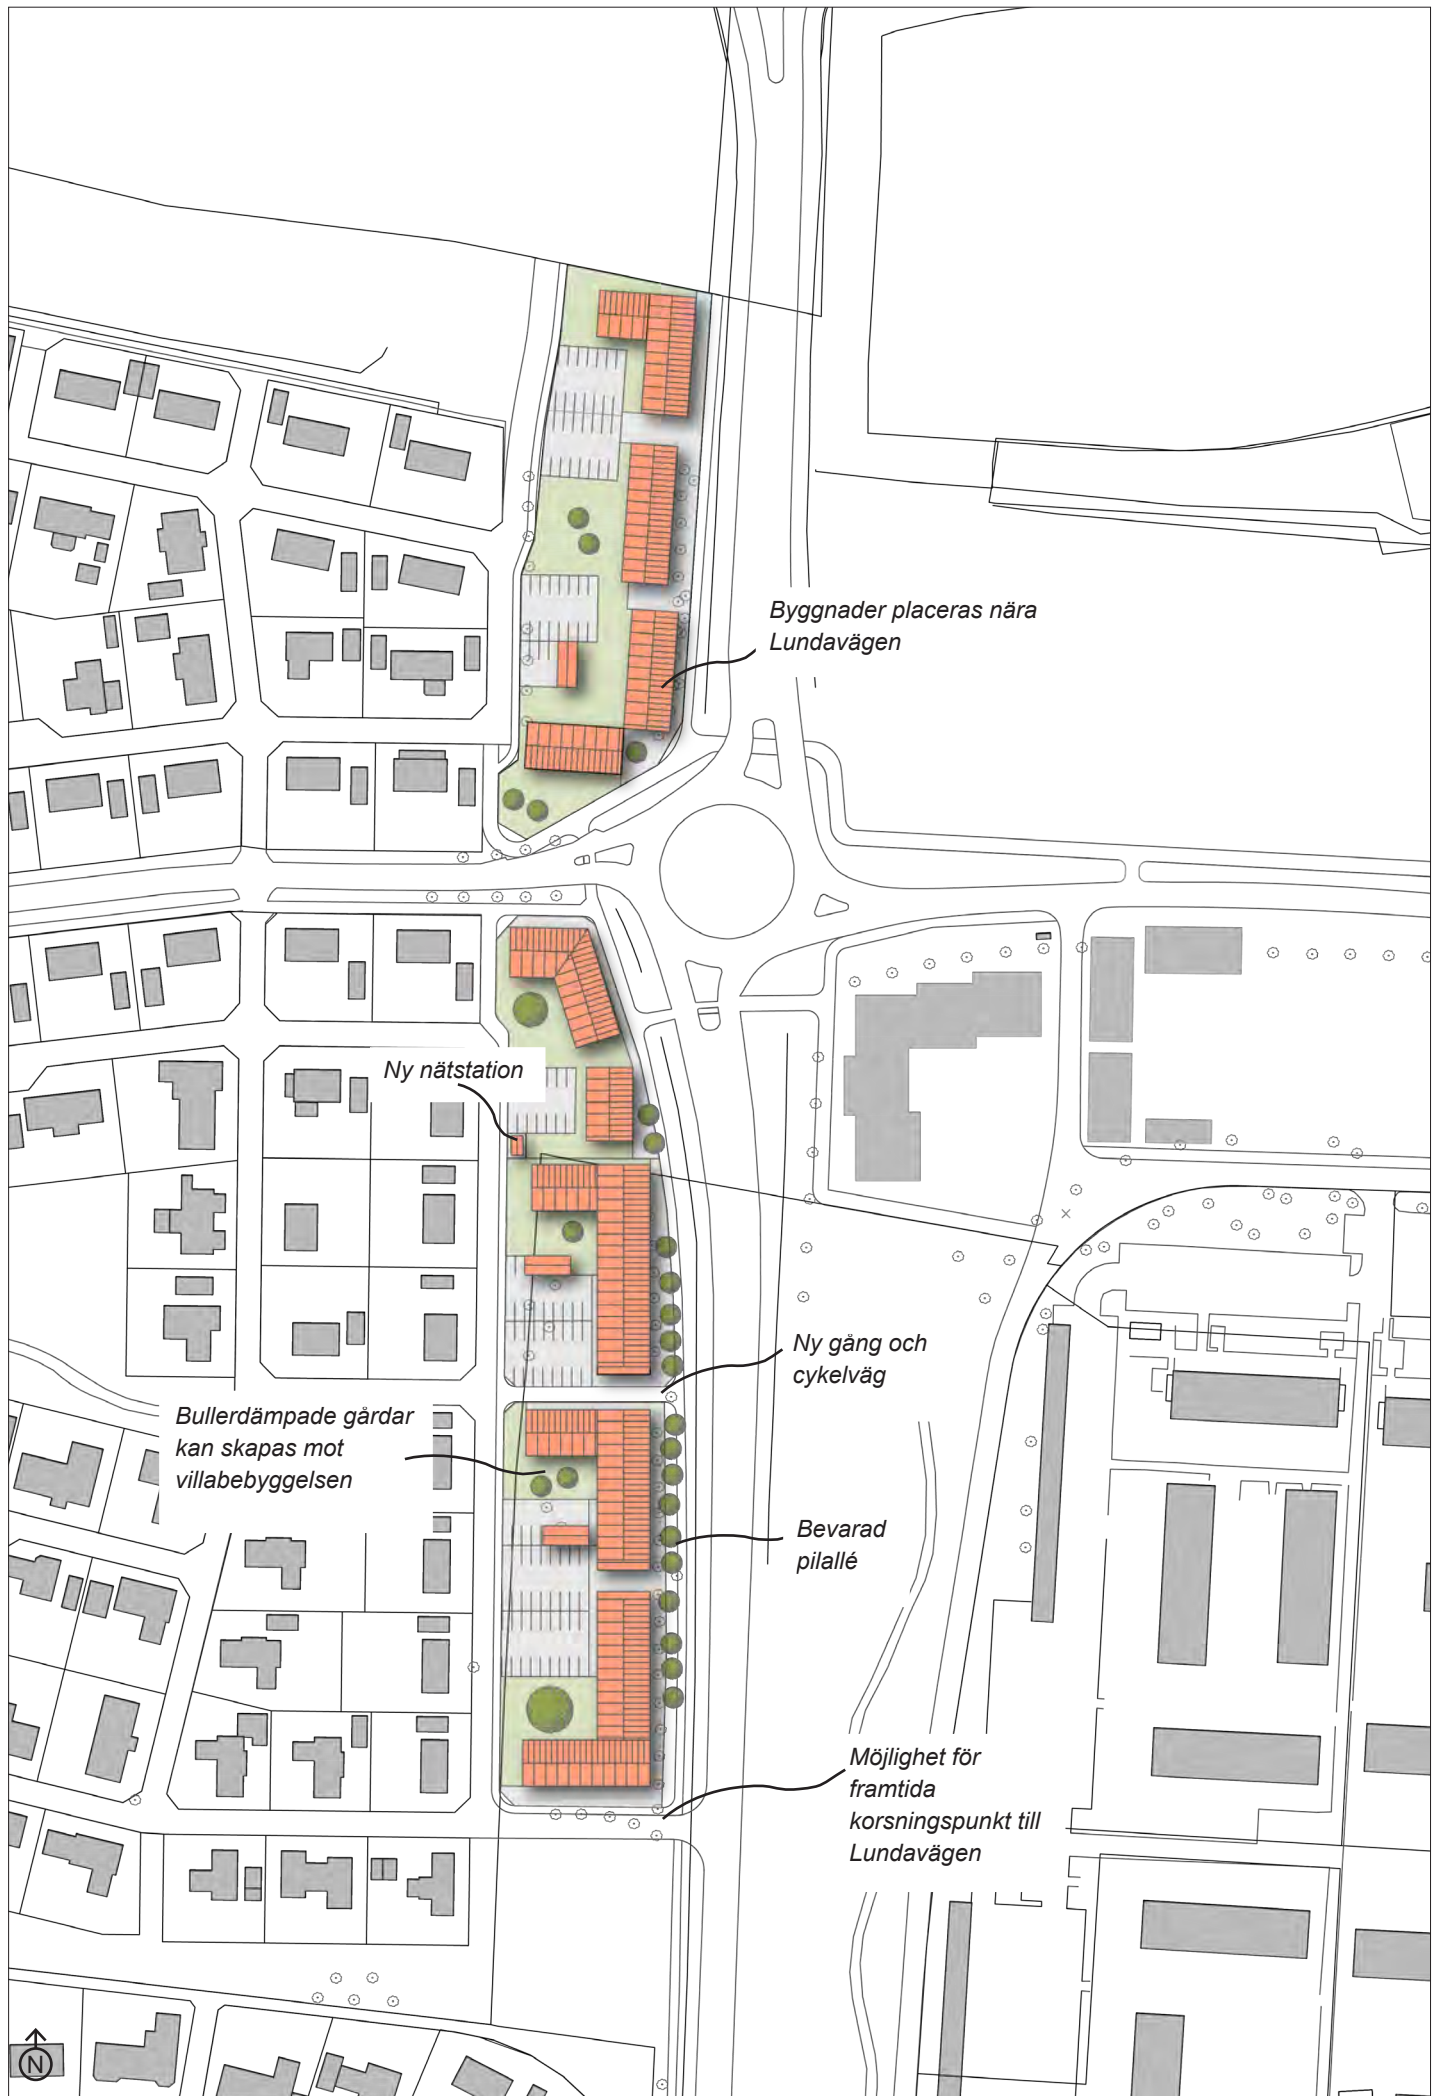 Byggnader placeras nära
Lundavägen
Ny nätstation
Ny gång och
cykelväg
Bullerdämpade gårdar
kan skapas mot
villabebyggelsen
Bevarad
pilallé
Möjlighet för
framtida
korsningspunkt till
Lundavägen
N